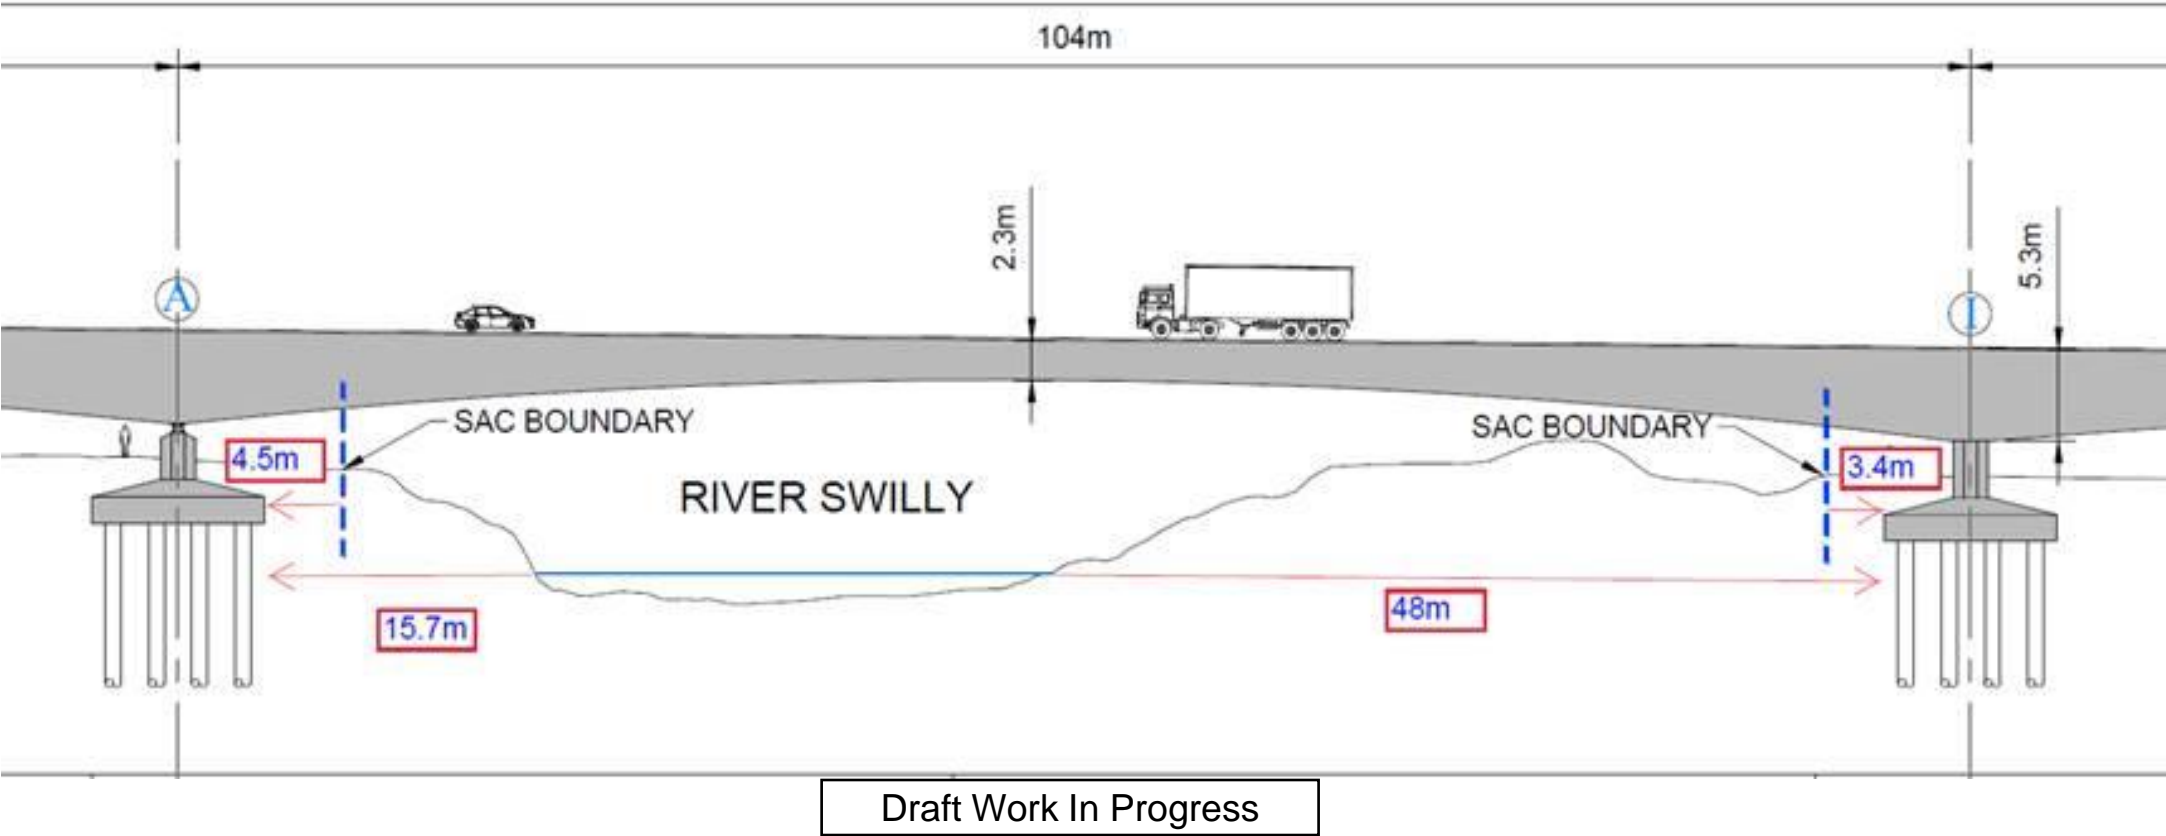 104m
2.3m
5.3m
A
I
SAC BOUNDARY
SAC BOUNDARY
4.5m
3.4m
RIVER SWILLY
15.7m
48m
Draft Work In Progress